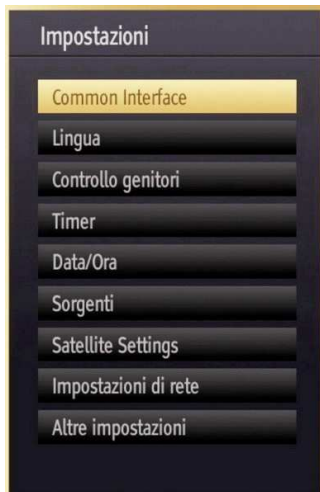 Impostazioni
Common Interface
Lingua
Controllo genitori
Timer
Data/Ora
Sorgenti
Satellite Settings
Impostazioni di rete
Altre impostazioni